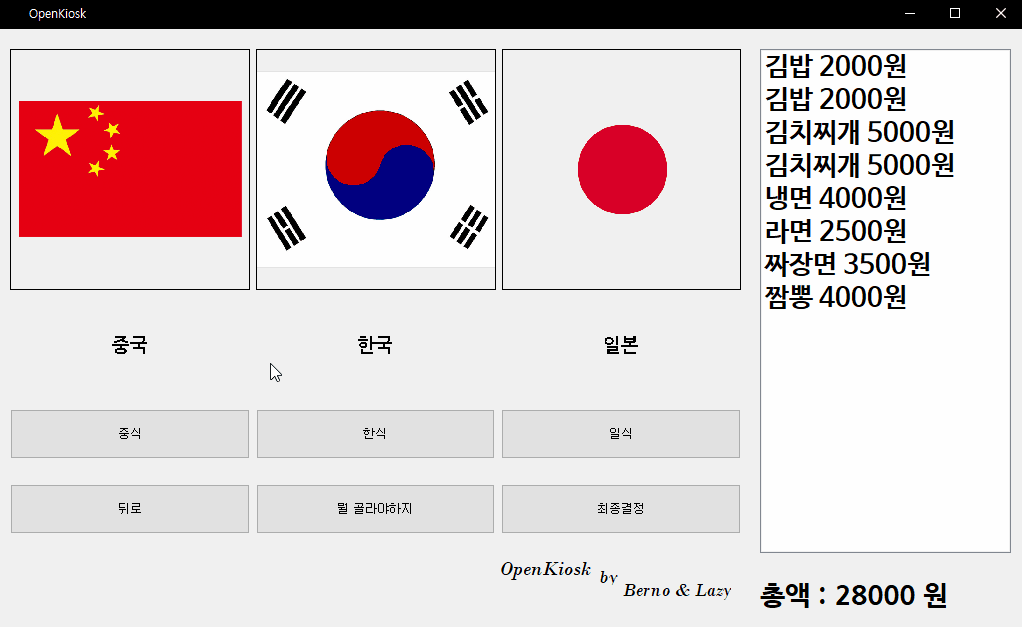 OpenKiosk
중국
한국
일본
중식
한식
일식
뒤로
뭘 골라야하지
최종결정
김밥 2000원
김밥 2000원
김치찌개 5000원
김치찌개 5000원
냉면 4000원
라면 2500원
짜장면 3500원
짬뽕 4000원
총액 : 28000 원
OpenKiosk by Berno & Lazy